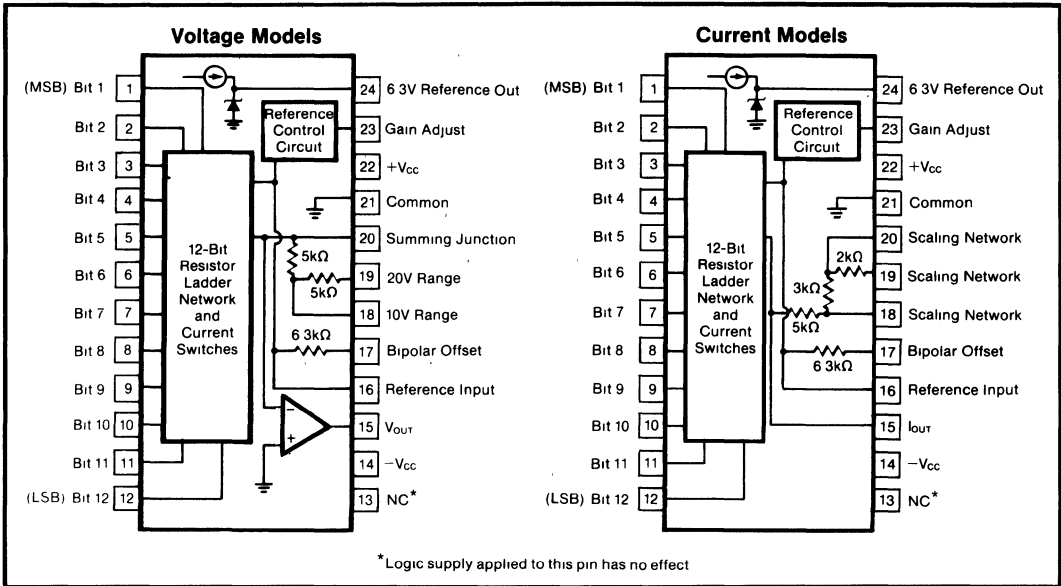 Voltage Models
(MSB) Bit 1 1
Bit 2 2
Bit 3 3
Bit 4 4
Bit 5 5
Bit 6 6
Bit 7 7
Bit 8 8
Bit 9 9
Bit 10 10
Bit 11 11
(LSB) Bit 12 12
12-Bit
Resistor
Ladder
Network
and
Current
Switches
Reference
Control
Circuit
5kΩ
5kΩ
6 3kΩ
−
+
24 6 3V Reference Out
23 Gain Adjust
22 +VCC
21 Common
20 Summing Junction
19 20V Range
18 10V Range
17 Bipolar Offset
16 Reference Input
15 VOUT
14 −VCC
13 NC*
Current Models
(MSB) Bit 1 1
Bit 2 2
Bit 3 3
Bit 4 4
Bit 5 5
Bit 6 6
Bit 7 7
Bit 8 8
Bit 9 9
Bit 10 10
Bit 11 11
(LSB) Bit 12 12
12-Bit
Resistor
Ladder
Network
and
Current
Switches
Reference
Control
Circuit
2kΩ
3kΩ
5kΩ
6 3kΩ
24 6 3V Reference Out
23 Gain Adjust
22 +VCC
21 Common
20 Scaling Network
19 Scaling Network
18 Scaling Network
17 Bipolar Offset
16 Reference Input
15 IOUT
14 −VCC
13 NC*
*Logic supply applied to this pin has no effect